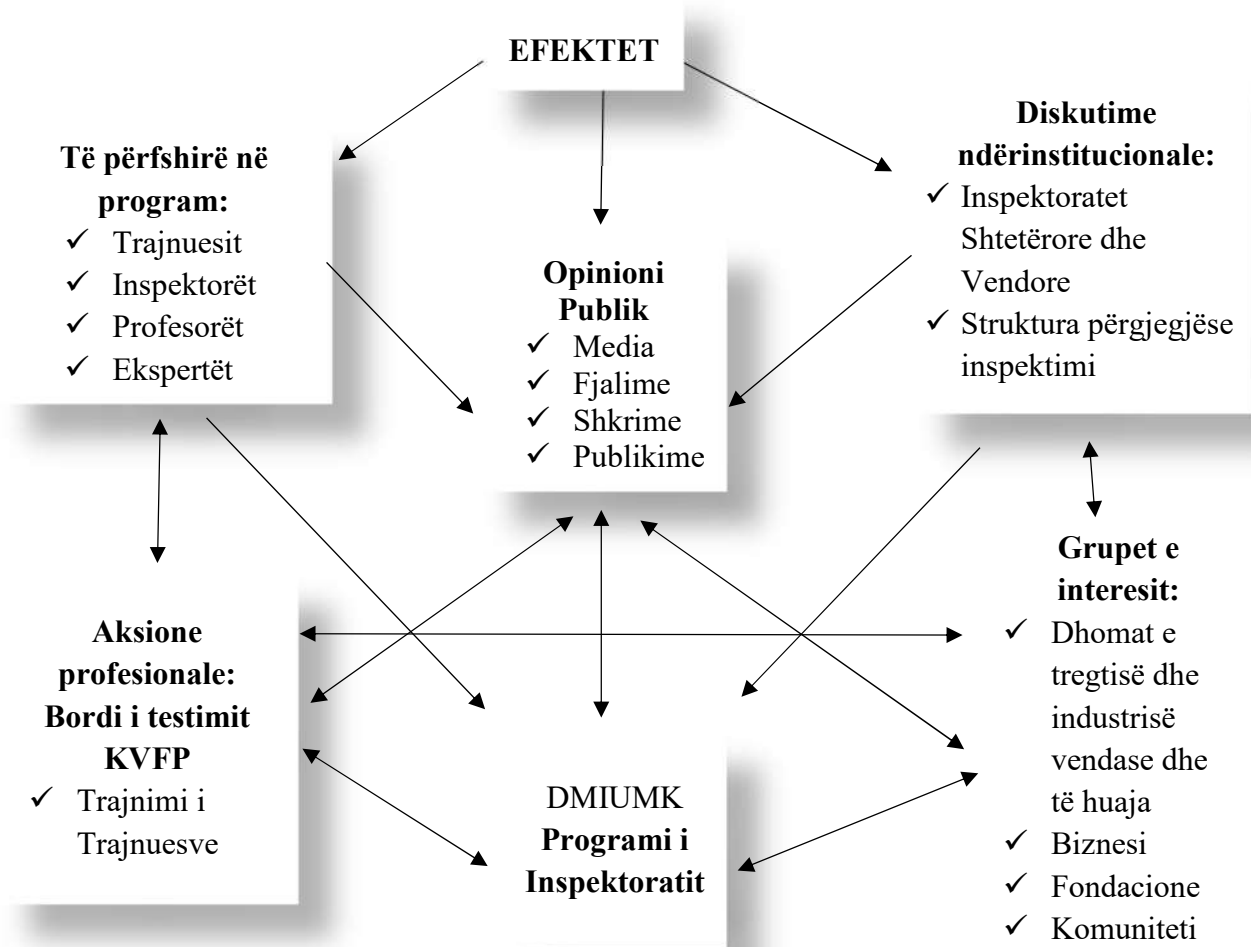 EFEKTET
Të përfshirë në
program:
✓ Trajnuesit
✓ Inspektorët
✓ Profesorët
✓ Ekspertët
Opinioni
Publik
✓ Media
✓ Fjalime
✓ Shkrime
✓ Publikime
Diskutime
ndërinstitucionale:
✓ Inspektoratet
Shtetërore dhe
Vendore
✓ Struktura përgjegjëse
inspektimi
Aksione
profesionale:
Bordi i testimit
KVFP
✓ Trajnimi i
Trajnuesve
DMIUMK
Programi i
Inspektoratit
Grupet e
interesit:
✓ Dhomat e
tregtisë dhe
industrisë
vendase dhe
të huaja
✓ Biznesi
✓ Fondacione
✓ Komuniteti